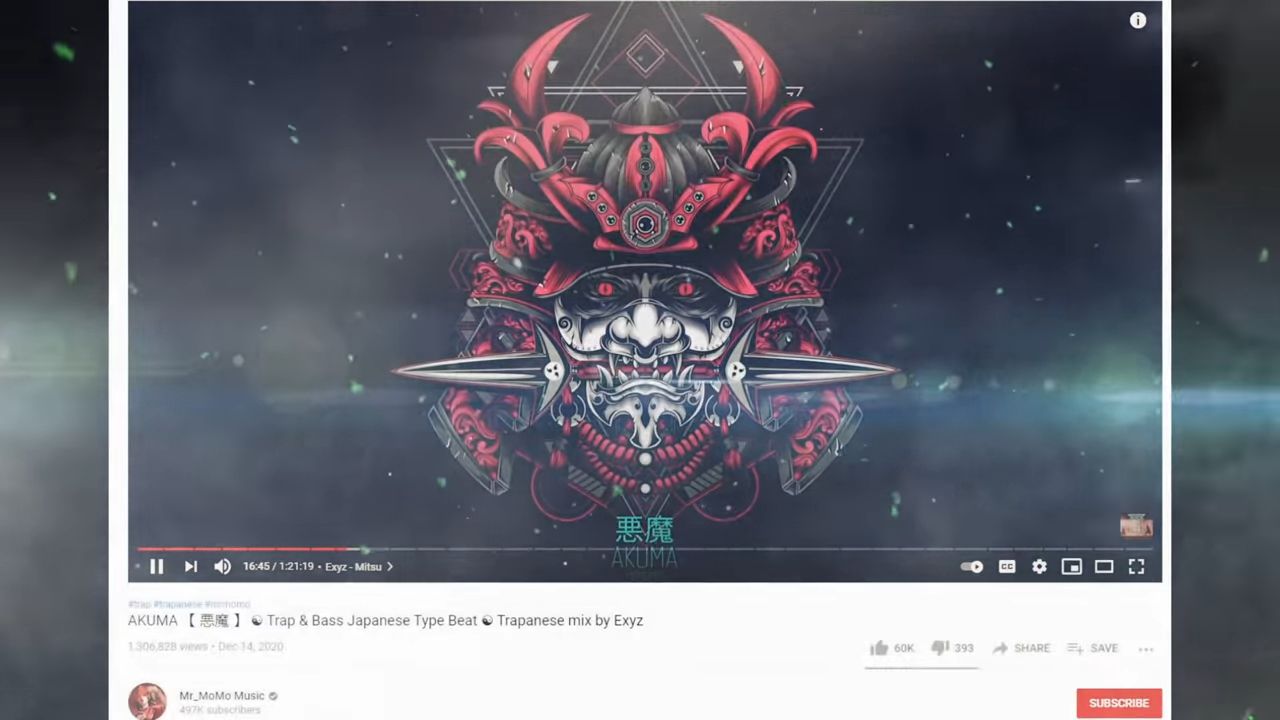 悪魔
AKUMA
16:45 / 1:21:19 • Exyz - Mitsu
CC
#trap #trapanese #mrmomo
AKUMA 【 悪魔 】 ☯ Trap & Bass Japanese Type Beat ☯ Trapanese mix by Exyz
1,306,828 views • Dec 14, 2020
60K 393 SHARE SAVE
Mr_MoMo Music
497K subscribers
SUBSCRIBE